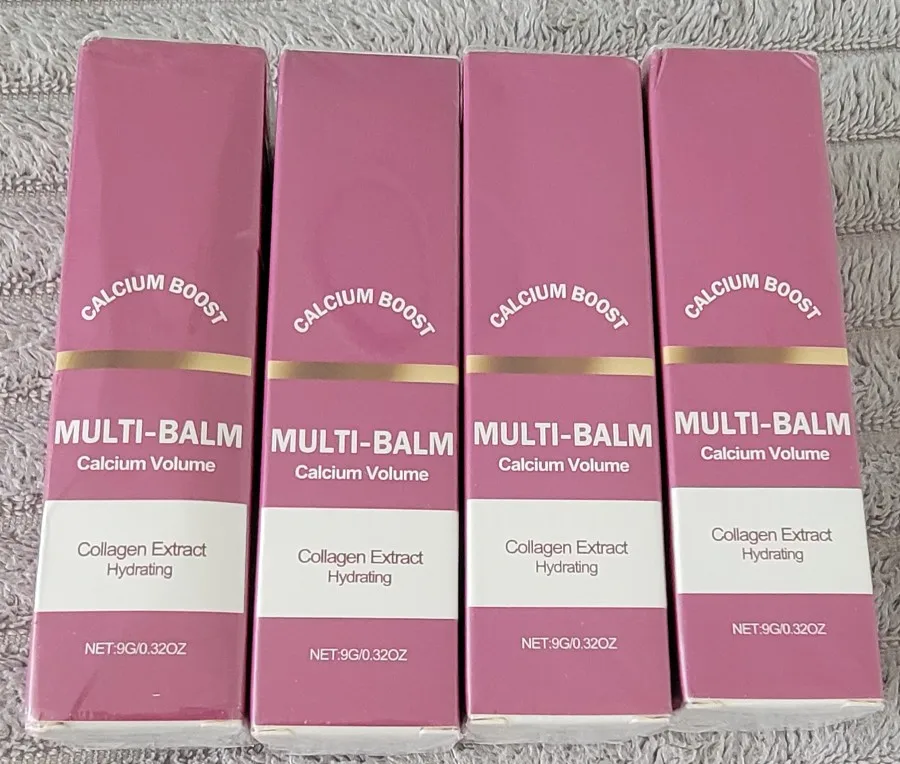 CALCIUM BOOST
MULTI-BALM
Calcium Volume
Collagen Extract
Hydrating
NET:9G/0.32OZ
CALCIUM BOOST
MULTI-BALM
Calcium Volume
Collagen Extract
Hydrating
NET:9G/0.32OZ
CALCIUM BOOST
MULTI-BALM
Calcium Volume
Collagen Extract
Hydrating
NET:9G/0.32OZ
CALCIUM BOOST
MULTI-BALM
Calcium Volume
Collagen Extract
Hydrating
NET:9G/0.32OZ